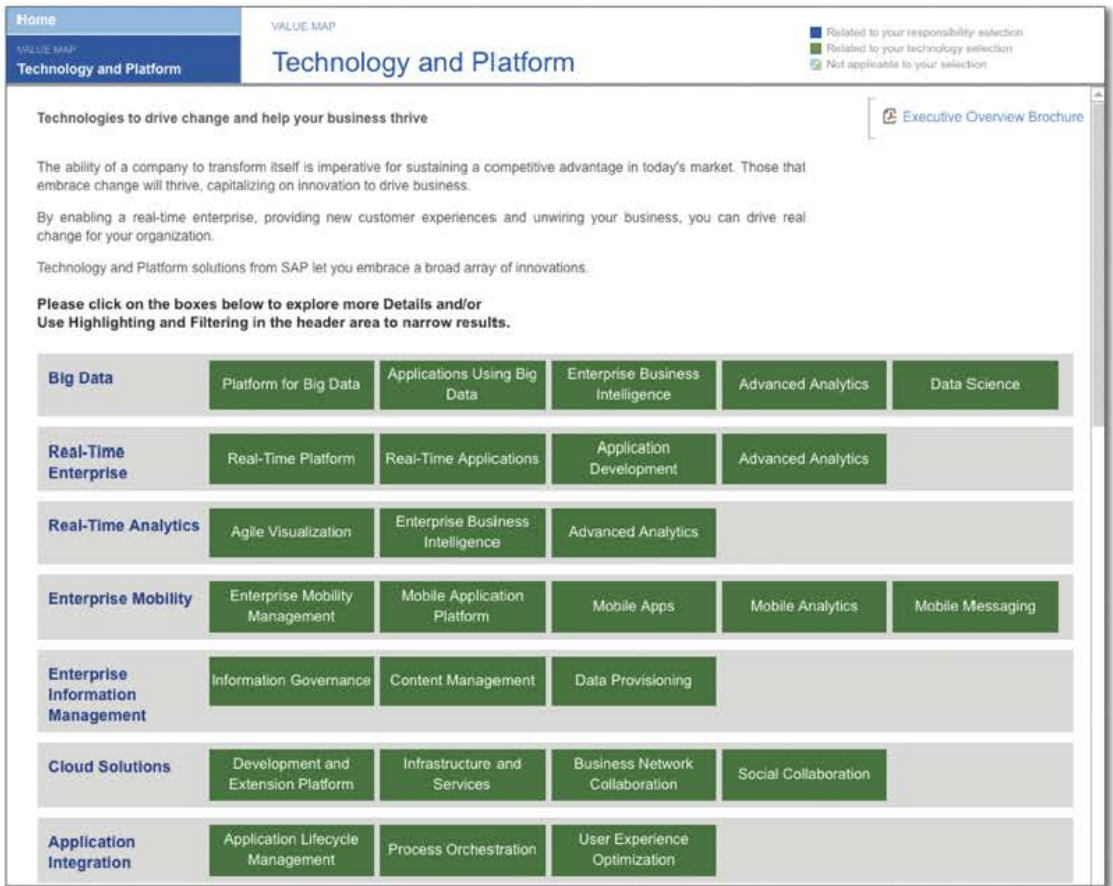 Home
VALUE MAP
Technology and Platform
VALUE MAP
Technology and Platform
Related to your responsibility selection
Related to your technology selection
Not applicable to your selection
Technologies to drive change and help your business thrive
Executive Overview Brochure
The ability of a company to transform itself is imperative for sustaining a competitive advantage in today's market. Those that
embrace change will thrive, capitalizing on innovation to drive business.
By enabling a real-time enterprise, providing new customer experiences and unwiring your business, you can drive real
change for your organization.
Technology and Platform solutions from SAP let you embrace a broad array of innovations.
Please click on the boxes below to explore more Details and/or
Use Highlighting and Filtering in the header area to narrow results.
Big Data
Platform for Big Data
Applications Using Big
Data
Enterprise Business
Intelligence
Advanced Analytics
Data Science
Real-Time
Enterprise
Real-Time Platform
Real-Time Applications
Application
Development
Advanced Analytics
Real-Time Analytics
Agile Visualization
Enterprise Business
Intelligence
Advanced Analytics
Enterprise Mobility
Enterprise Mobility
Management
Mobile Application
Platform
Mobile Apps
Mobile Analytics
Mobile Messaging
Enterprise
Information
Management
Information Governance
Content Management
Data Provisioning
Cloud Solutions
Development and
Extension Platform
Infrastructure and
Services
Business Network
Collaboration
Social Collaboration
Application
Integration
Application Lifecycle
Management
Process Orchestration
User Experience
Optimization